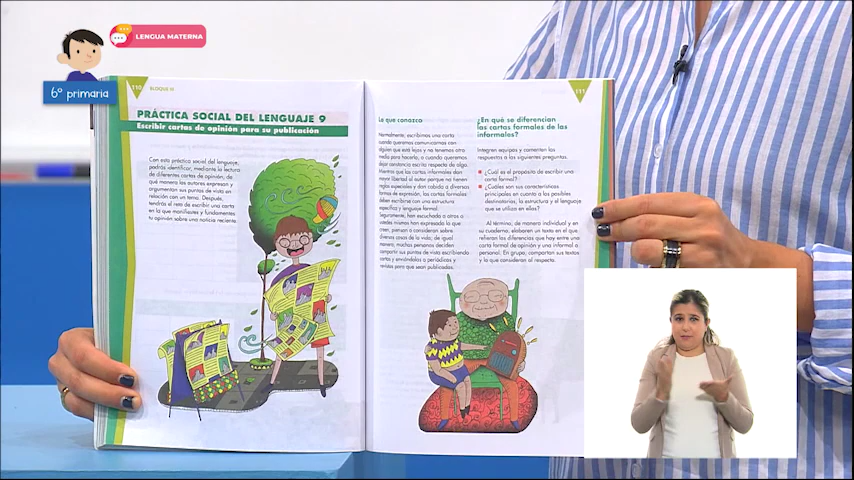 LENGUA MATERNA
6º primaria
110
BLOQUE III
PRÁCTICA SOCIAL DEL LENGUAJE 9
Escribir cartas de opinión para su publicación
Con esta práctica social del lenguaje,
podrás identificar, mediante la lectura
de diferentes cartas de opinión, de
qué manera los autores expresan y
argumentan sus puntos de vista en
relación con un tema. Después,
tendrás el reto de escribir una carta
en la que manifiestes y fundamentes
tu opinión sobre una noticia reciente.
111
Lo que conozco
Normalmente, escribimos una carta
cuando queremos comunicarnos con
alguien que está lejos y no tenemos otro
medio para hacerlo, o cuando queremos
dejar constancia escrita respecto de algo.
Mientras que las cartas informales dan
mayor libertad al autor porque no tienen
reglas especiales y dan cabida a diversas
formas de expresión, las cartas formales
deben escribirse con una estructura
específica y lenguaje formal.
Seguramente, han escuchado a otros o
ustedes mismos han expresado lo que
creen, piensan o consideran sobre
diversas cosas de la vida; de igual
manera, muchas personas deciden
compartir sus puntos de vista escribiendo
cartas y enviándolas a periódicos y
revistas para que sean publicadas.
¿En qué se diferencian
las cartas formales de las
informales?
Integren equipos y comenten las
respuestas a las siguientes preguntas.
¿Cuál es el propósito de escribir una
carta formal?
¿Cuáles son sus características
principales en cuanto a los posibles
destinatarios, la estructura y el lenguaje
que se utiliza en ellas?
Al término, de manera individual y en
su cuaderno, elaboren un texto en el que
refieran las diferencias que hay entre una
carta formal de opinión y una informal o
personal. En grupo, compartan sus textos
y lo que consideran al respecto.